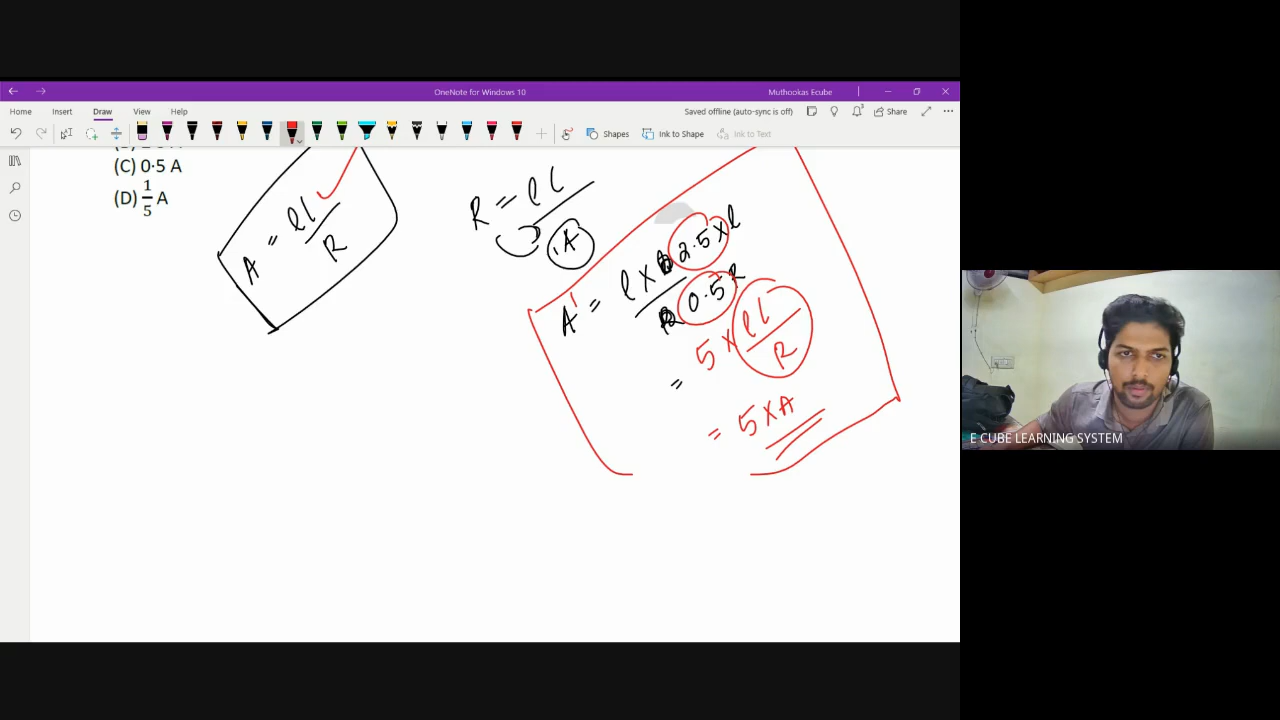 OneNote for Windows 10
Muthookas Ecube
Home Insert Draw View Help
Saved offline (auto-sync is off)
Share
Shapes
Ink to Shape
Ink to Text
(C) 0·5 A
(D) 1/5 A
A = ρl/R
R = ρl/A
A' = ρ × 2.5 × l / 0.5 R
= 5 × ρl/R
= 5 × A
E CUBE LEARNING SYSTEM